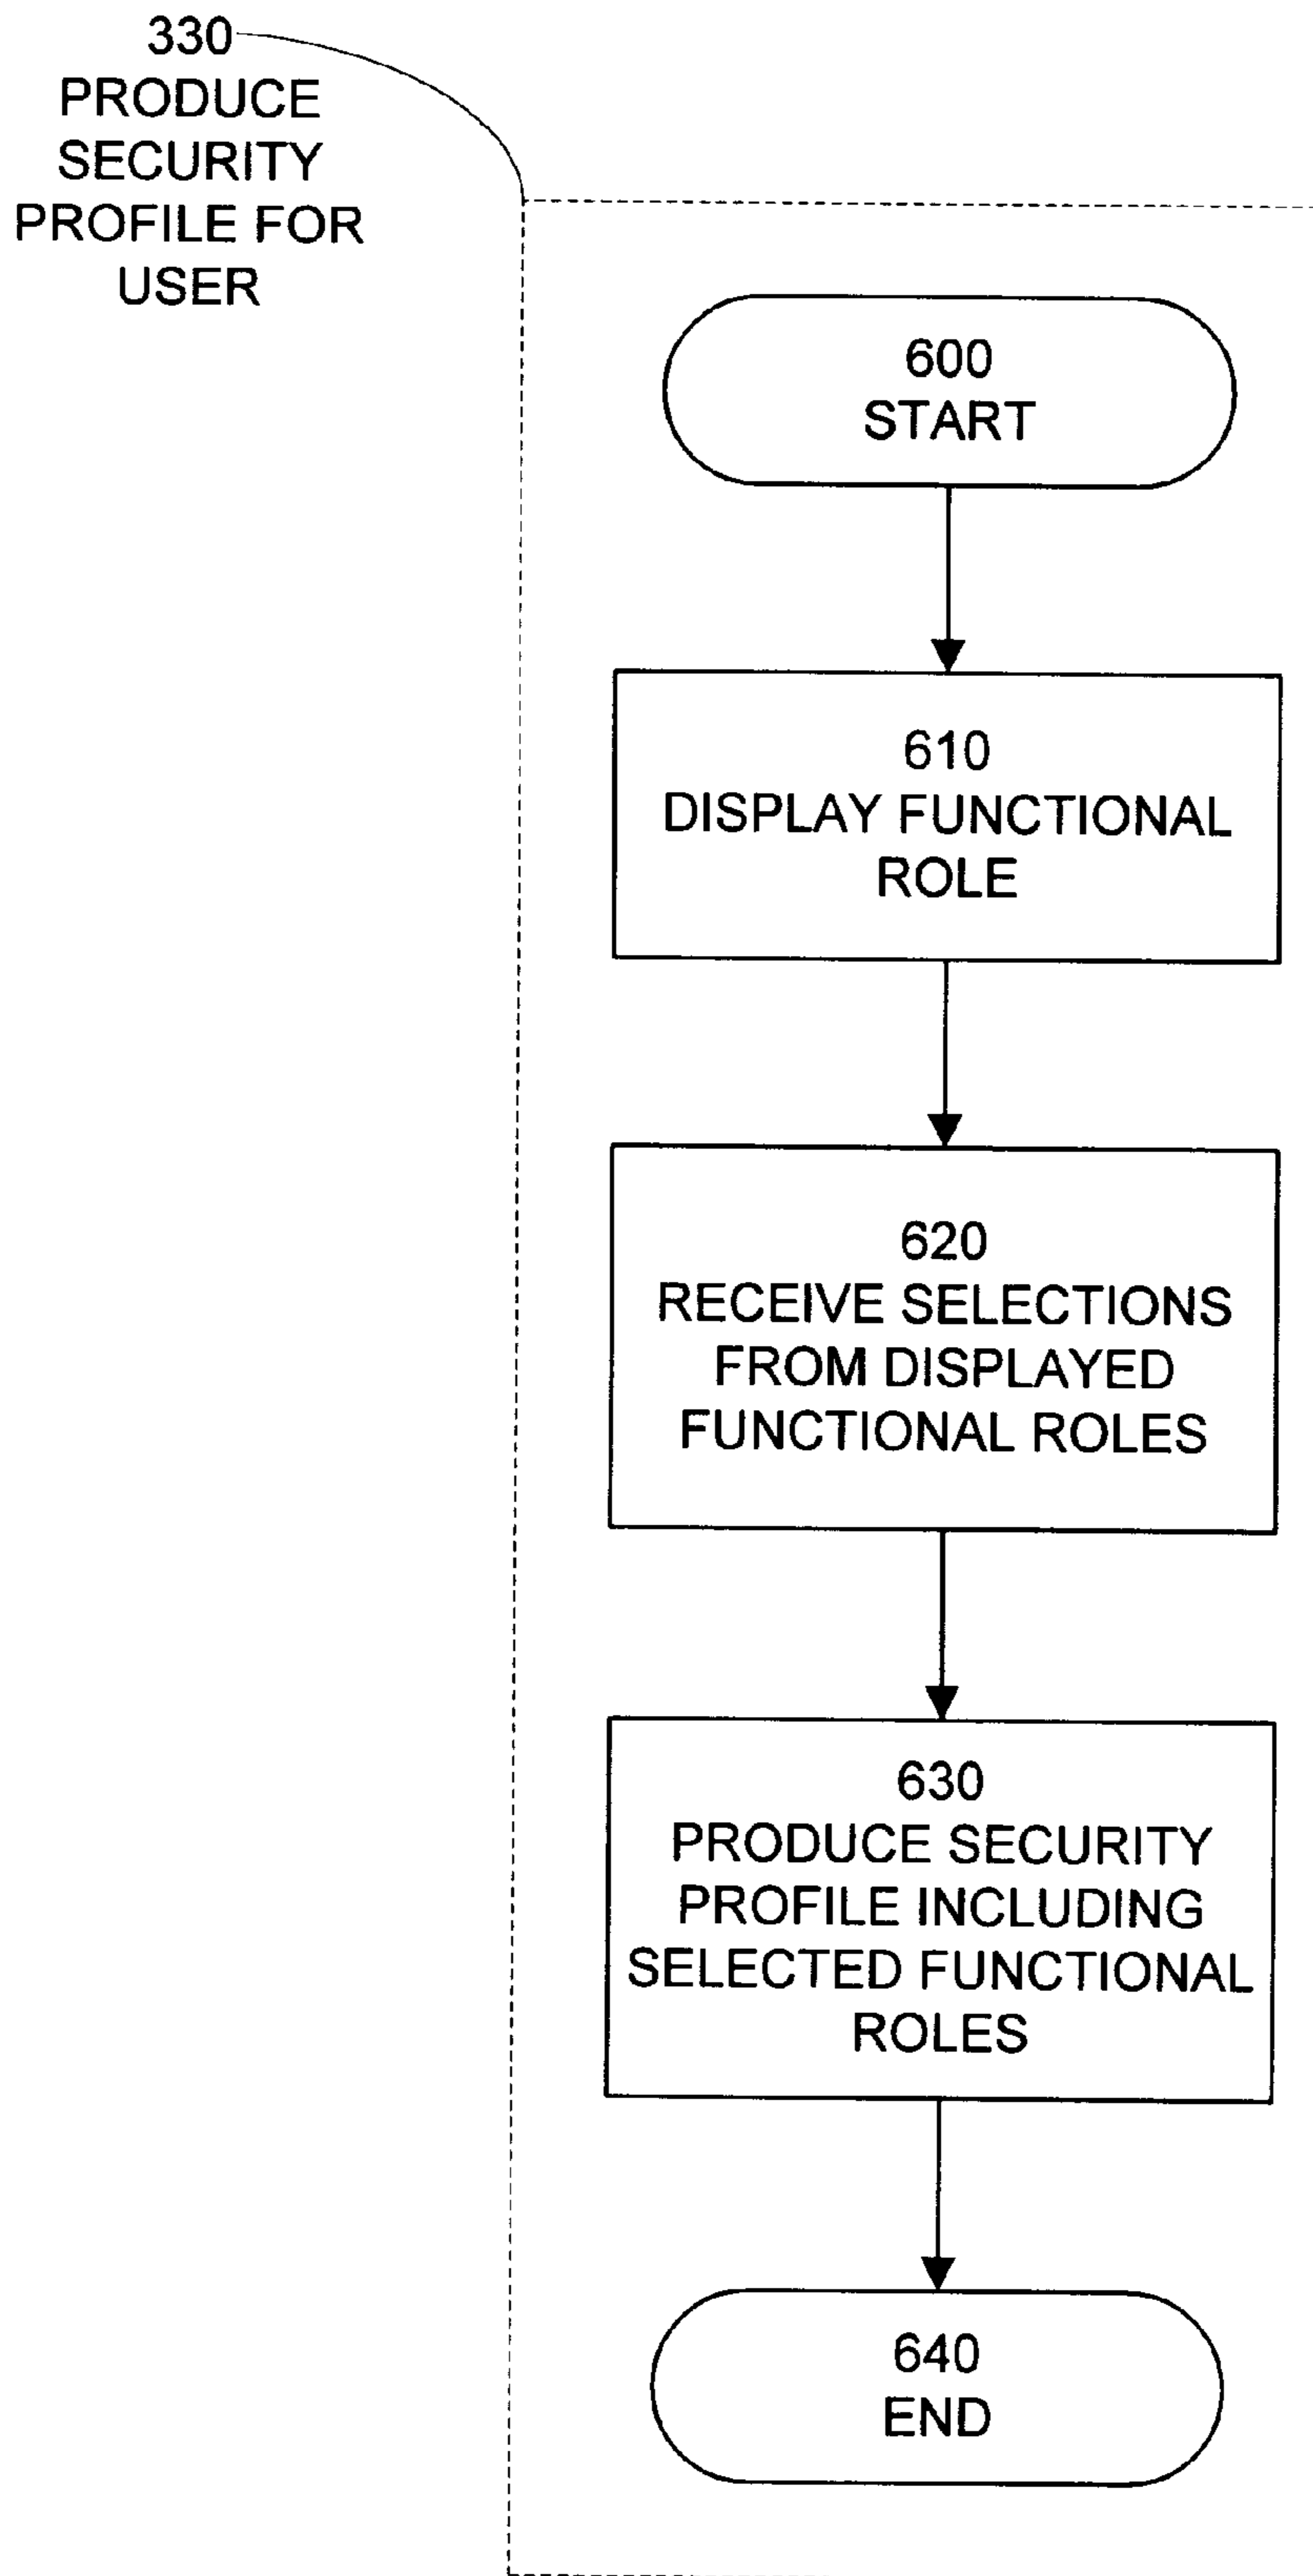 330
PRODUCE
SECURITY
PROFILE FOR
USER
600
START
610
DISPLAY FUNCTIONAL
ROLE
620
RECEIVE SELECTIONS
FROM DISPLAYED
FUNCTIONAL ROLES
630
PRODUCE SECURITY
PROFILE INCLUDING
SELECTED FUNCTIONAL
ROLES
640
END